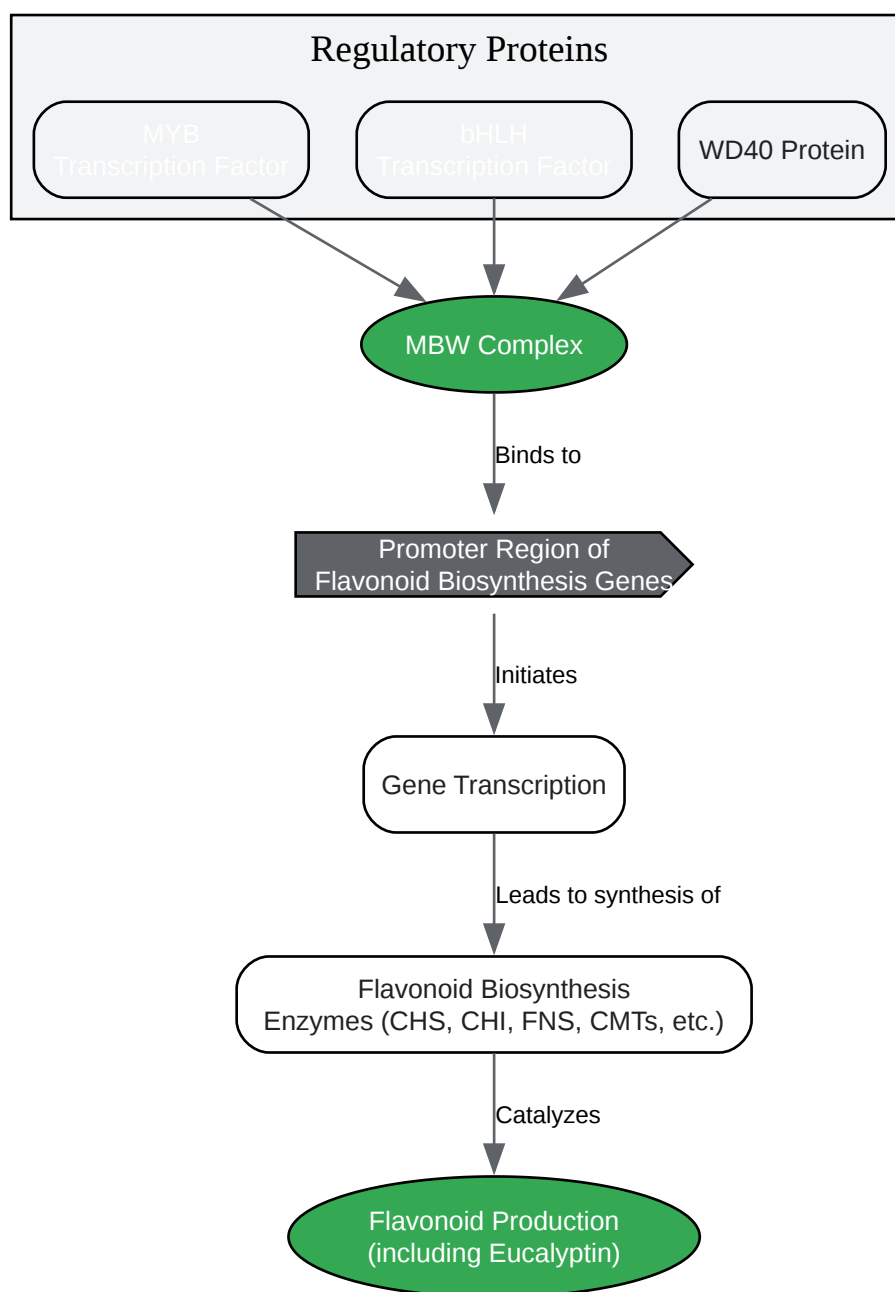 Regulatory Proteins
MYB
Transcription Factor
bHLH
Transcription Factor
WD40 Protein
MBW Complex
Binds to
Promoter Region of
Flavonoid Biosynthesis Genes
Initiates
Gene Transcription
Leads to synthesis of
Flavonoid Biosynthesis
Enzymes (CHS, CHI, FNS, CMTs, etc.)
Catalyzes
Flavonoid Production
(including Eucalyptin)